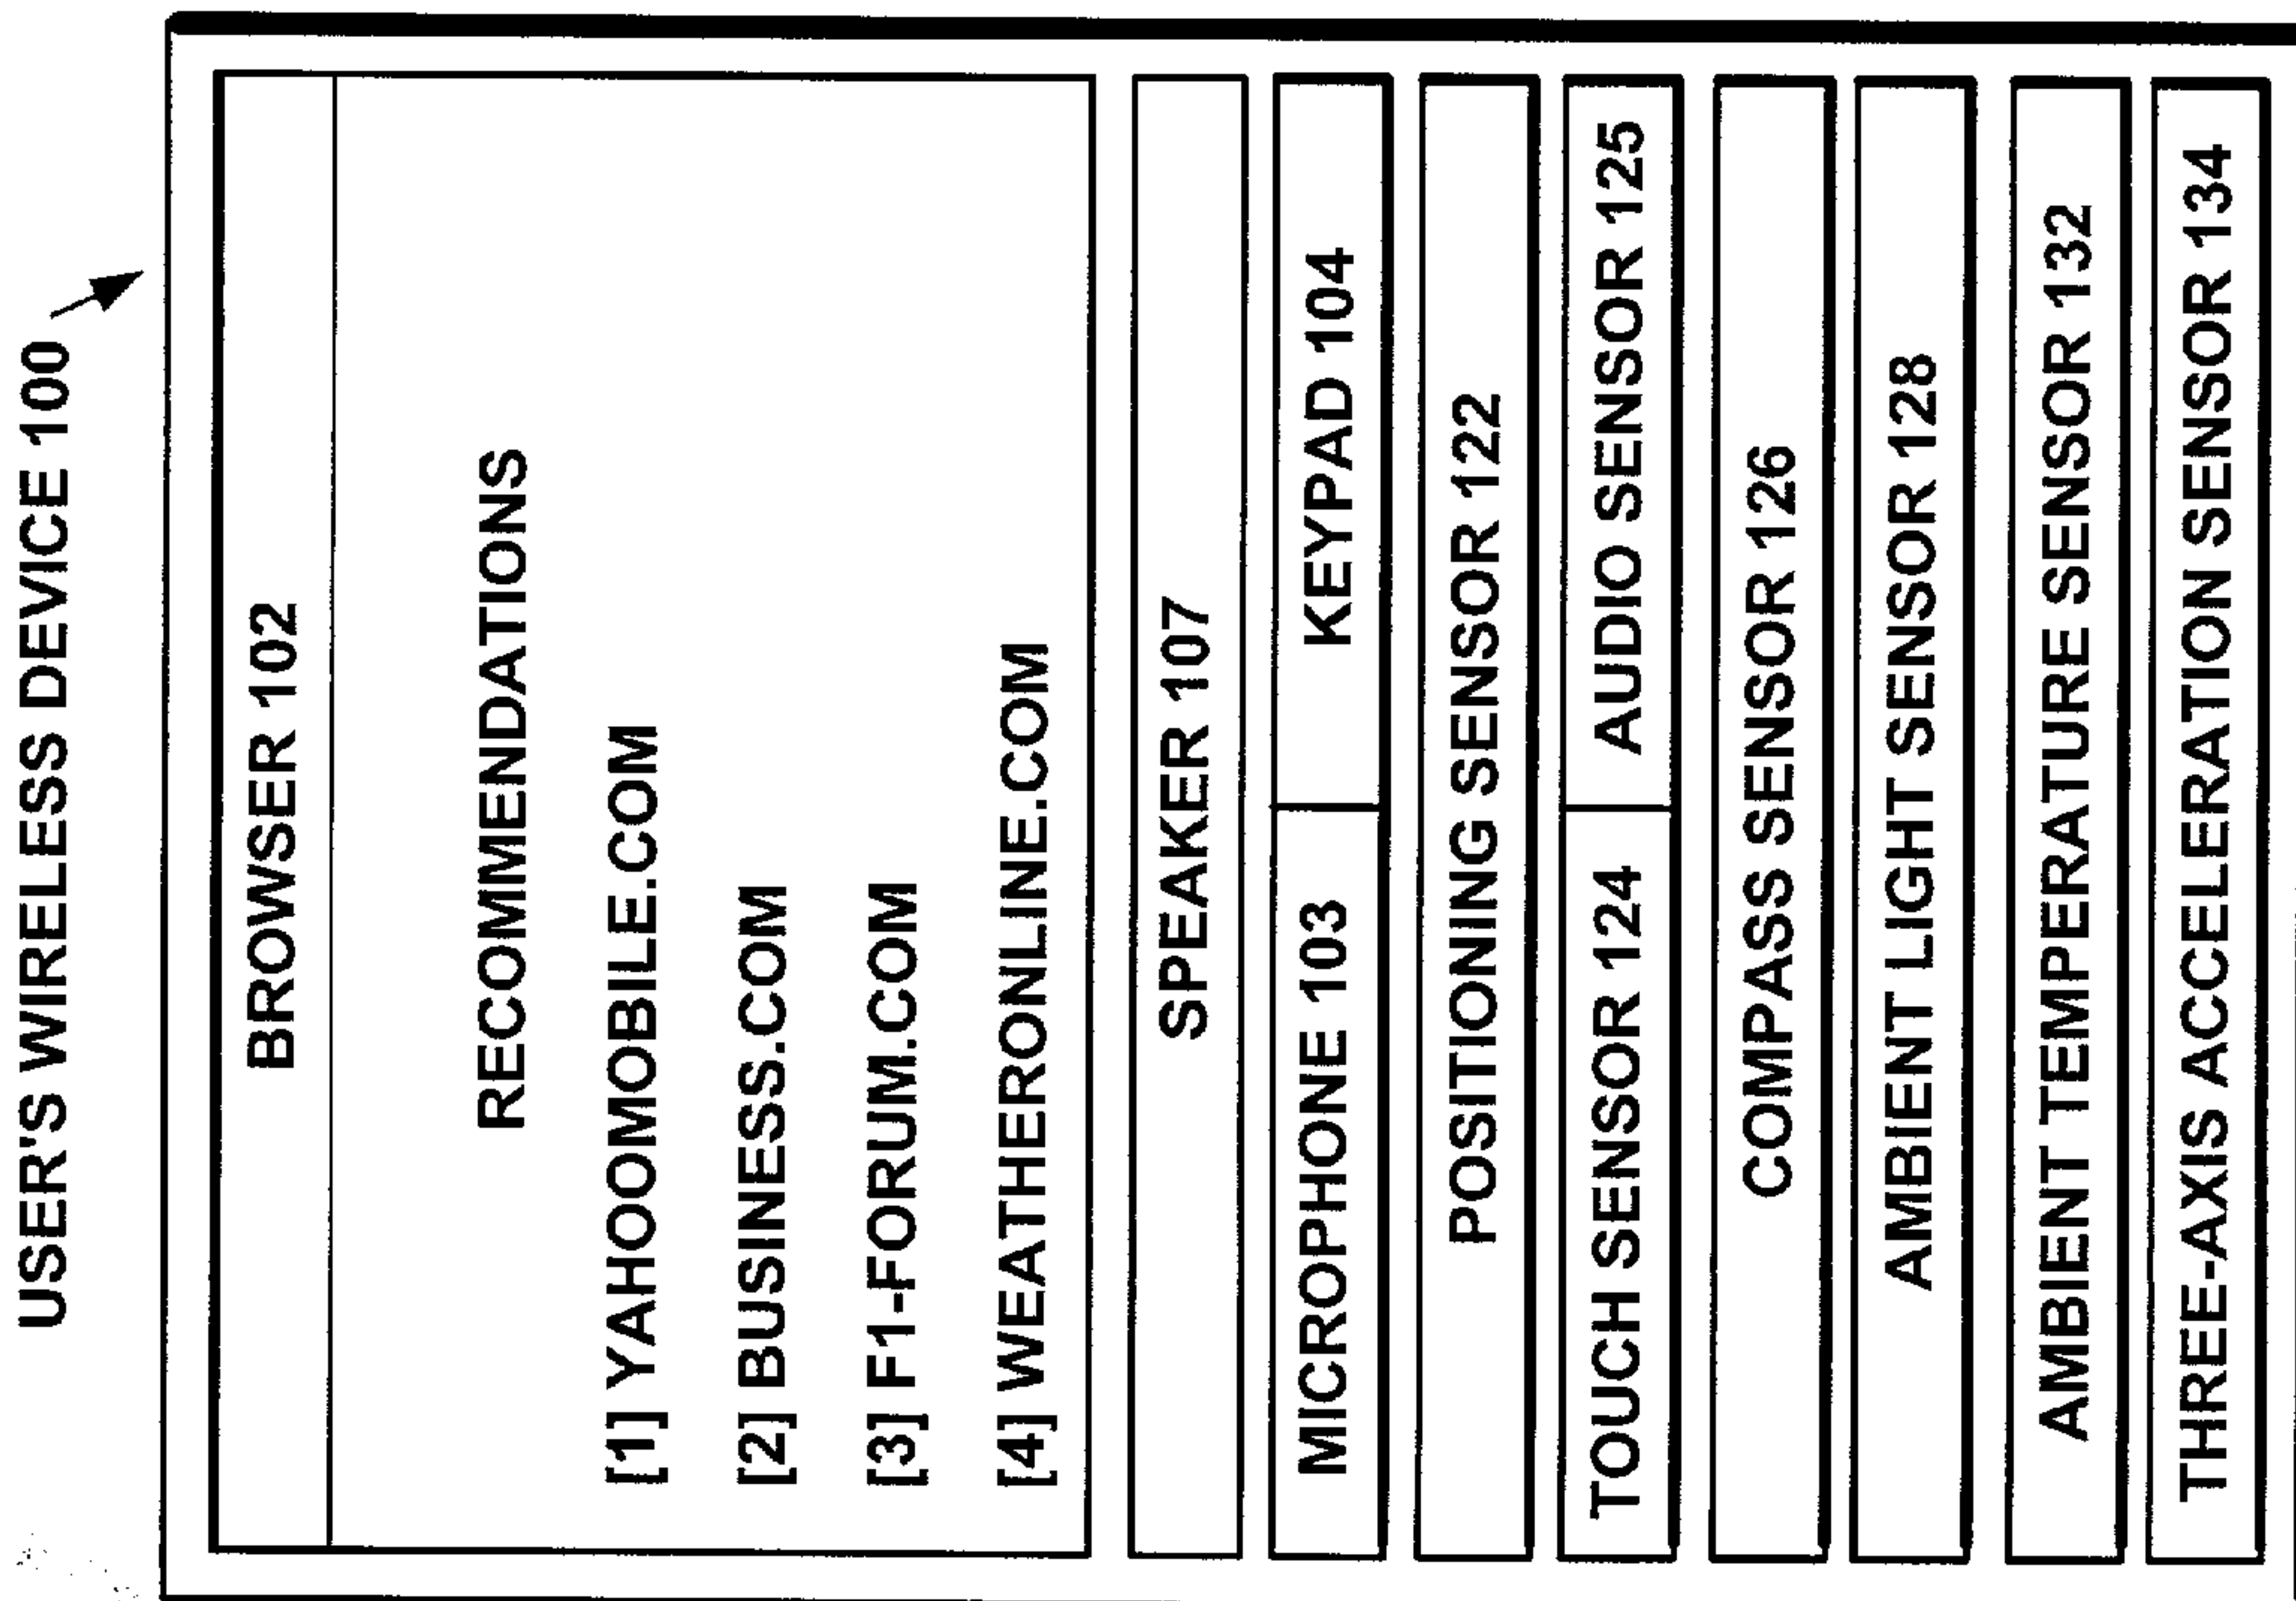 USER'S WIRELESS DEVICE 100
BROWSER 102
RECOMMENDATIONS
[1] YAHOOMOBILE.COM
[2] BUSINESS.COM
[3] F1-FORUM.COM
[4] WEATHERONLINE.COM
SPEAKER 107
MICROPHONE 103 KEYPAD 104
POSITIONING SENSOR 122
TOUCH SENSOR 124 AUDIO SENSOR 125
COMPASS SENSOR 126
AMBIENT LIGHT SENSOR 128
AMBIENT TEMPERATURE SENSOR 132
THREE-AXIS ACCELERATION SENSOR 134